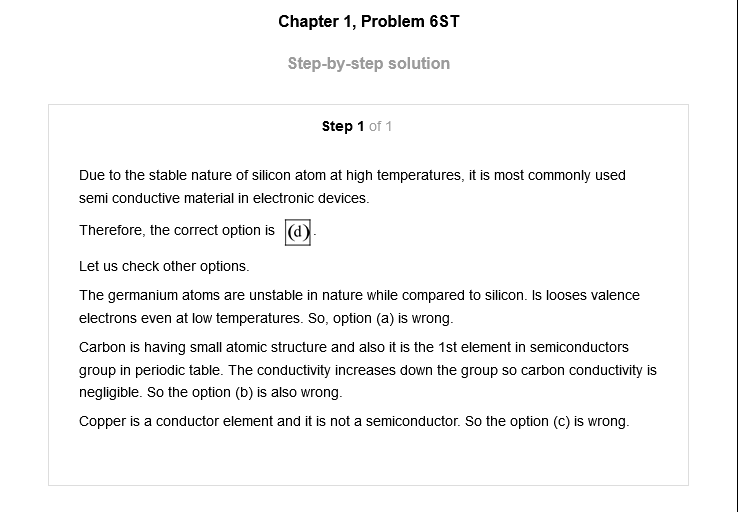 Chapter 1, Problem 6ST
Step-by-step solution
Step 1 of 1
Due to the stable nature of silicon atom at high temperatures, it is most commonly used
semi conductive material in electronic devices.
Therefore, the correct option is (d).
Let us check other options.
The germanium atoms are unstable in nature while compared to silicon. Is looses valence
electrons even at low temperatures. So, option (a) is wrong.
Carbon is having small atomic structure and also it is the 1st element in semiconductors
group in periodic table. The conductivity increases down the group so carbon conductivity is
negligible. So the option (b) is also wrong.
Copper is a conductor element and it is not a semiconductor. So the option (c) is wrong.